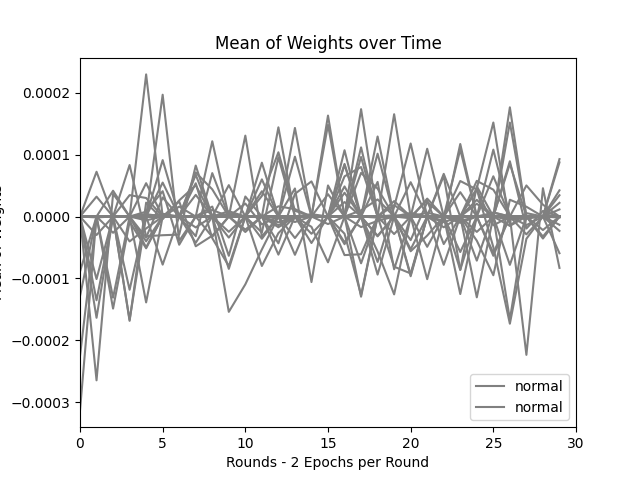 Mean of Weights over Time
0.0002
0.0001
0.0000
−0.0001
−0.0002
−0.0003
0 5 10 15 20 25 30
Rounds - 2 Epochs per Round
normal
normal